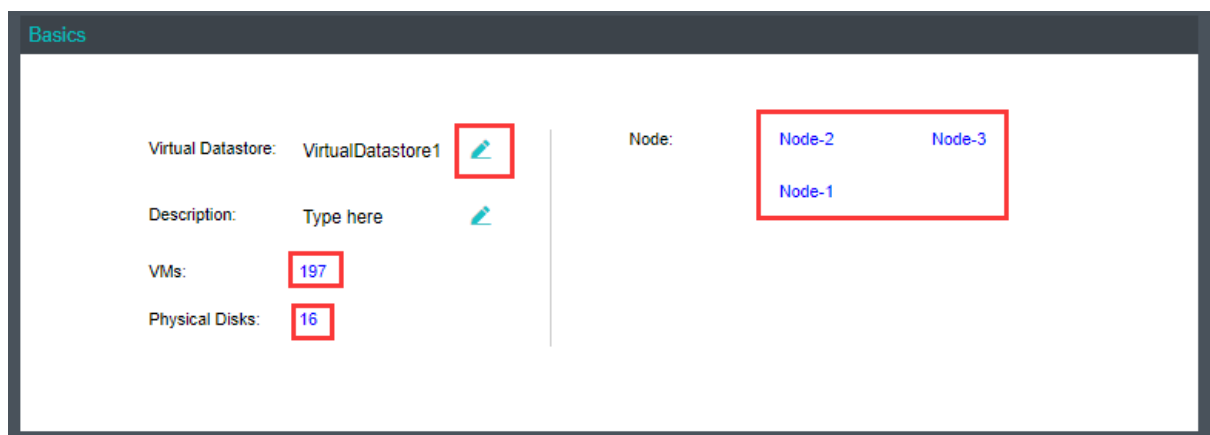 Basics
Virtual Datastore: VirtualDatastore1
Description: Type here
VMs: 197
Physical Disks: 16
Node: Node-2 Node-3
Node-1